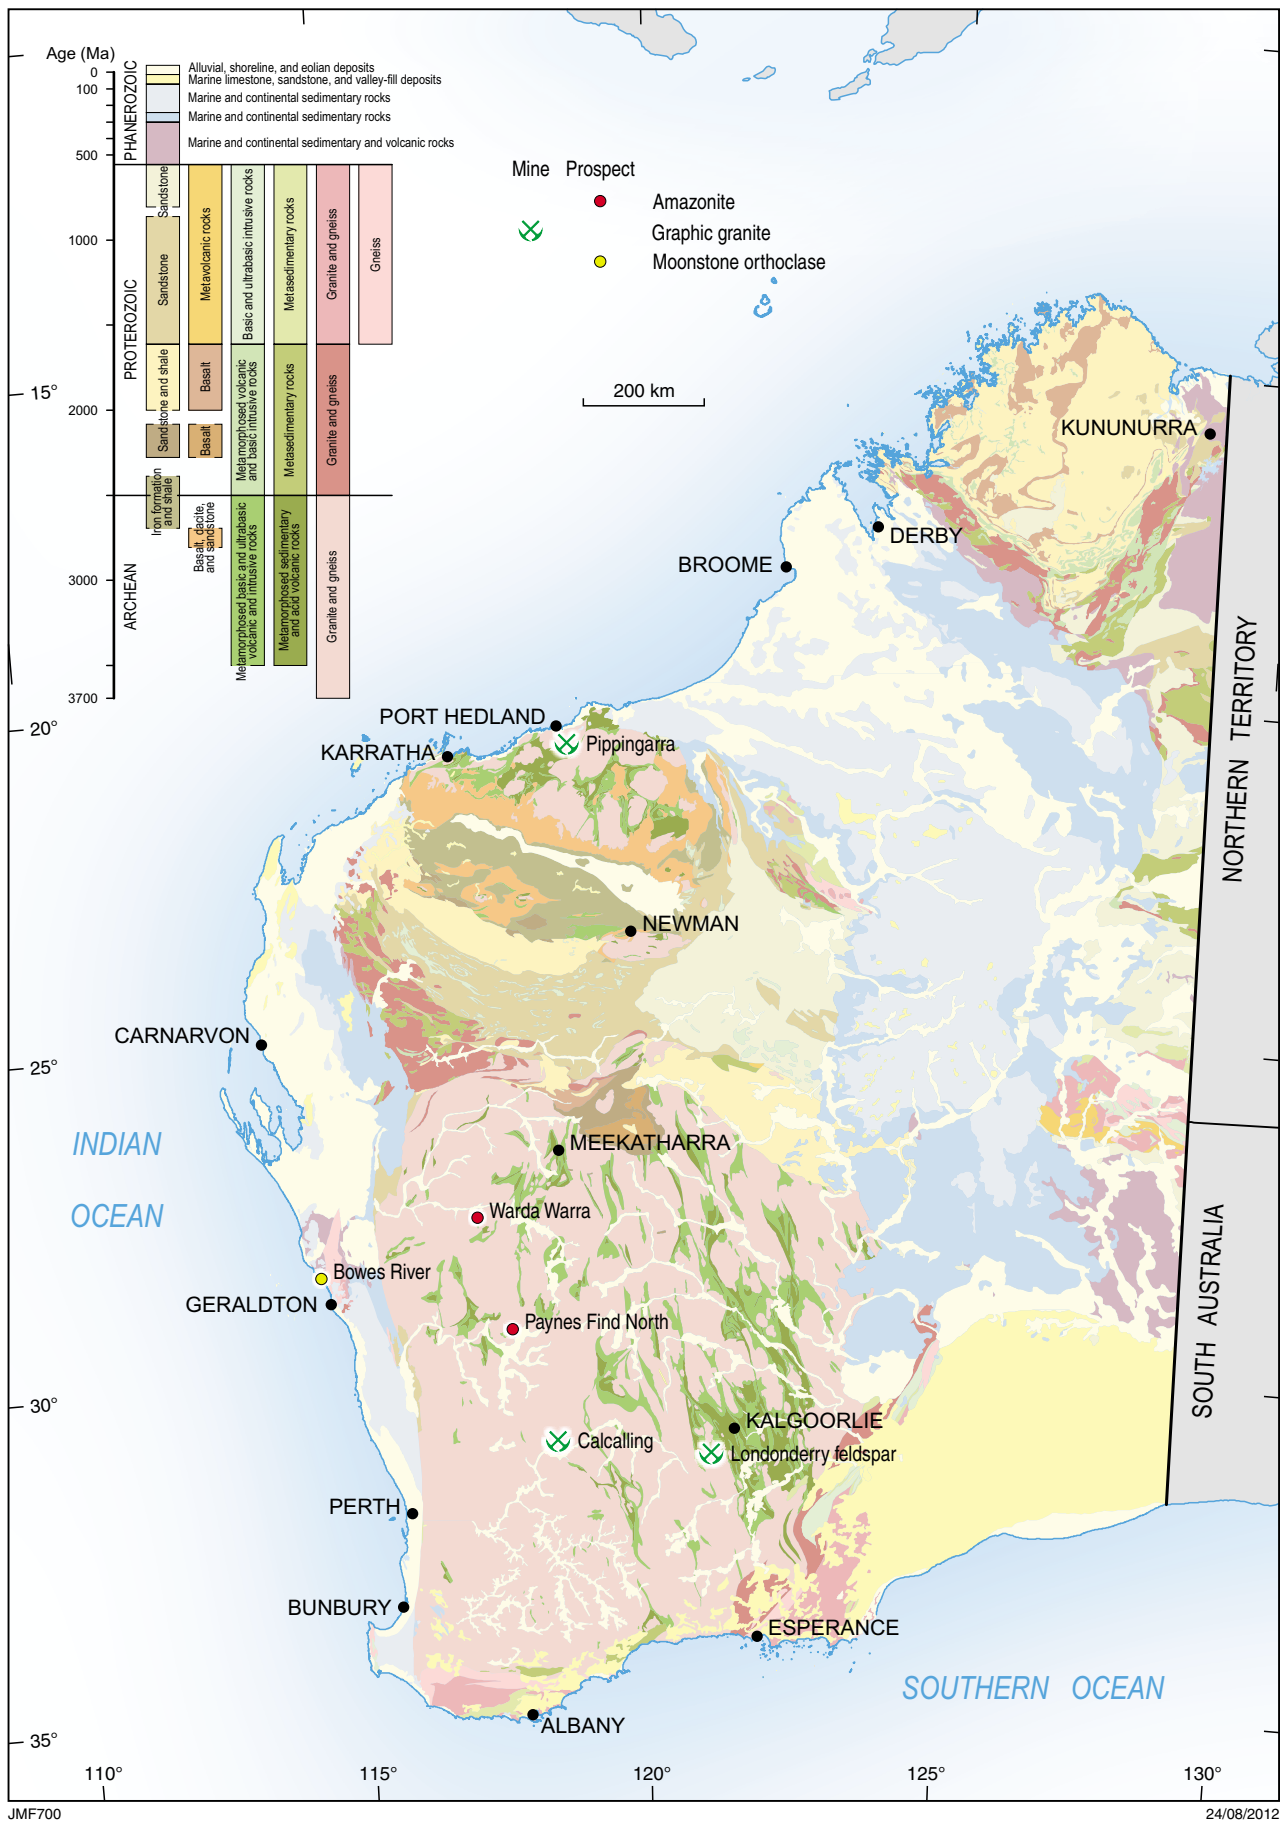 Age (Ma)
0
100
500
1000
2000
3000
3700
PHANEROZOIC
PROTEROZOIC
ARCHEAN
Alluvial, shoreline, and eolian deposits
Marine limestone, sandstone, and valley-fill deposits
Marine and continental sedimentary rocks
Marine and continental sedimentary rocks
Marine and continental sedimentary and volcanic rocks
Sandstone
Sandstone
Metavolcanic rocks
Basic and ultrabasic intrusive rocks
Metasedimentary rocks
Granite and gneiss
Gneiss
Sandstone and shale
Basalt
Basalt
Metamorphosed volcanic
and basic intrusive rocks
Metasedimentary rocks
Granite and gneiss
Iron formation
and shale
Basalt, dacite,
and sandstone
Metamorphosed basic and ultrabasic
volcanic and intrusive rocks
Metamorphosed sedimentary
and acid volcanic rocks
Granite and gneiss
Mine Prospect
Amazonite
Graphic granite
Moonstone orthoclase
200 km
15°
KUNUNURRA
DERBY
BROOME
NORTHERN TERRITORY
PORT HEDLAND
20°
Pippingarra
KARRATHA
NEWMAN
CARNARVON
25°
INDIAN
OCEAN
MEEKATHARRA
Warda Warra
Bowes River
GERALDTON
Paynes Find North
SOUTH AUSTRALIA
30°
KALGOORLIE
Calcalling
Londonderry feldspar
PERTH
BUNBURY
ESPERANCE
SOUTHERN OCEAN
ALBANY
35°
110°
115°
120°
125°
130°
JMF700
24/08/2012